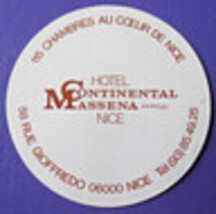 115 CHAMBRES AU CŒUR DE NICE
HOTEL
CONTINENTAL
MASSENA
NICE
58 RUE GIOFFREDO 06000 NICE Tél (93) 85.49.25